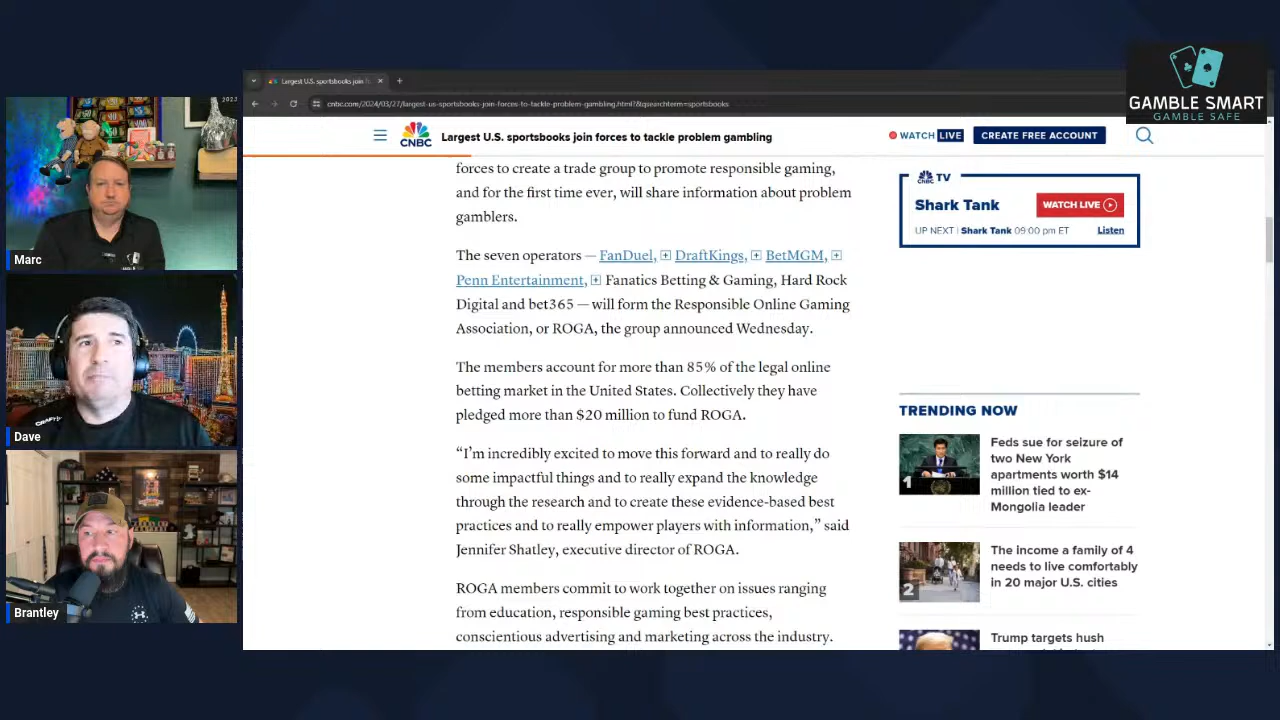 GAMBLE SMART
GAMBLE SAFE
Largest U.S. sportsbooks join f
cnbc.com/2024/03/27/largest-us-sportsbooks-join-forces-to-tackle-problem-gambling.html?&qsearchterm=sportsbooks
CNBC
Largest U.S. sportsbooks join forces to tackle problem gambling
WATCH LIVE
CREATE FREE ACCOUNT
forces to create a trade group to promote responsible gaming,
and for the first time ever, will share information about problem
gamblers.
The seven operators — FanDuel, DraftKings, BetMGM,
Penn Entertainment, Fanatics Betting & Gaming, Hard Rock
Digital and bet365 — will form the Responsible Online Gaming
Association, or ROGA, the group announced Wednesday.
The members account for more than 85% of the legal online
betting market in the United States. Collectively they have
pledged more than $20 million to fund ROGA.
“I’m incredibly excited to move this forward and to really do
some impactful things and to really expand the knowledge
through the research and to create these evidence-based best
practices and to really empower players with information,” said
Jennifer Shatley, executive director of ROGA.
ROGA members commit to work together on issues ranging
from education, responsible gaming best practices,
conscientious advertising and marketing across the industry.
CNBC TV
Shark Tank
WATCH LIVE
UP NEXT | Shark Tank 09:00 pm ET
Listen
TRENDING NOW
1
Feds sue for seizure of
two New York
apartments worth $14
million tied to ex-
Mongolia leader
2
The income a family of 4
needs to live comfortably
in 20 major U.S. cities
Trump targets hush
Marc
Dave
Brantley